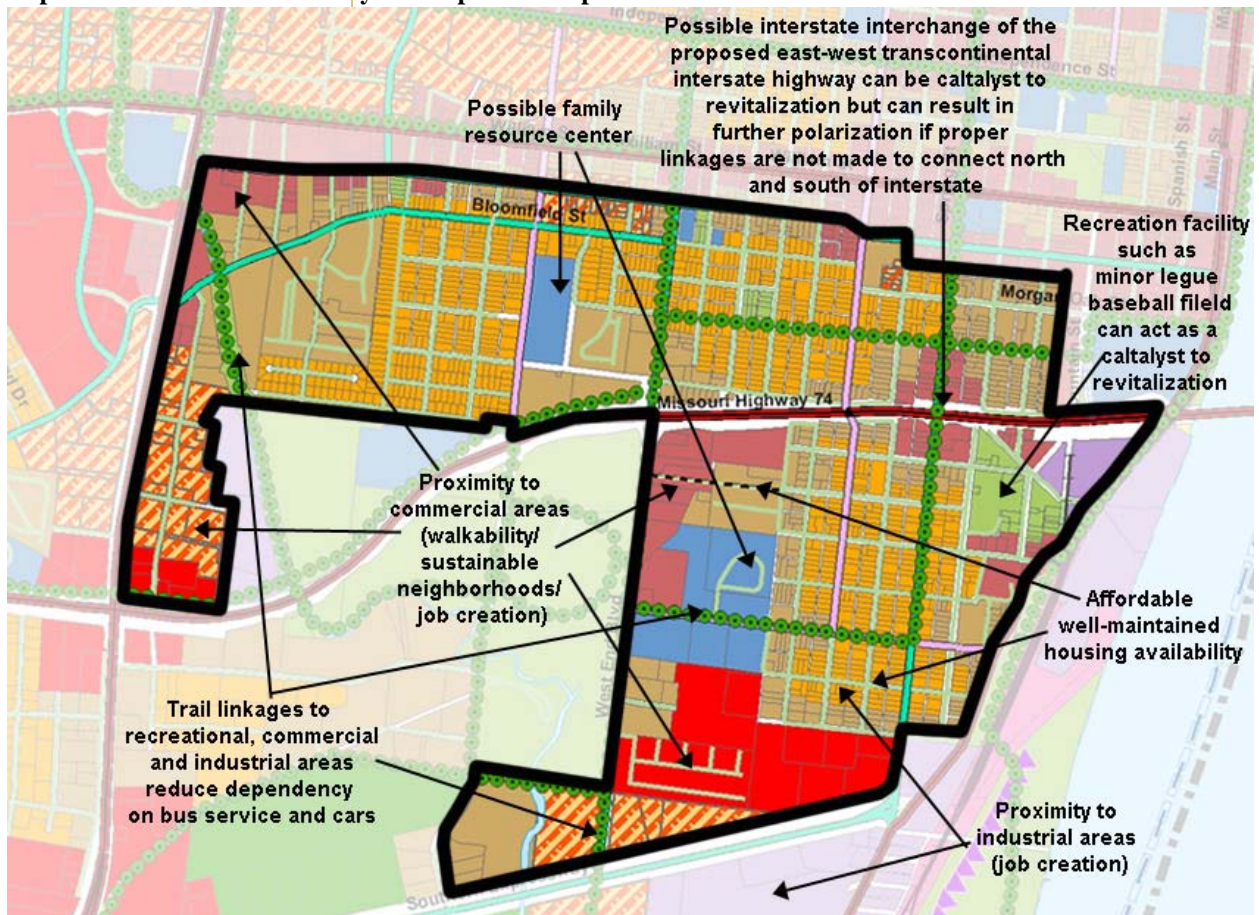 Possible interstate interchange of the
proposed east-west transcontinental
intersate highway can be caltalyst to
revitalization but can result in
further polarization if proper
linkages are not made to connect north
and south of interstate
Possible family
resource center
Recreation facility
such as
minor legue
baseball fileld
can act as a
caltalyst to
revitalization
William St
Spanish St.
Main St
Bloomfield St
Morgan
Missouri Highway 74
Proximity to
commercial areas
(walkability/
sustainable
neighborhoods/
job creation)
West End Blvd
Affordable
well-maintained
housing availability
Trail linkages to
recreational, commercial
and industrial areas
reduce dependency
on bus service and cars
Proximity to
industrial areas
(job creation)